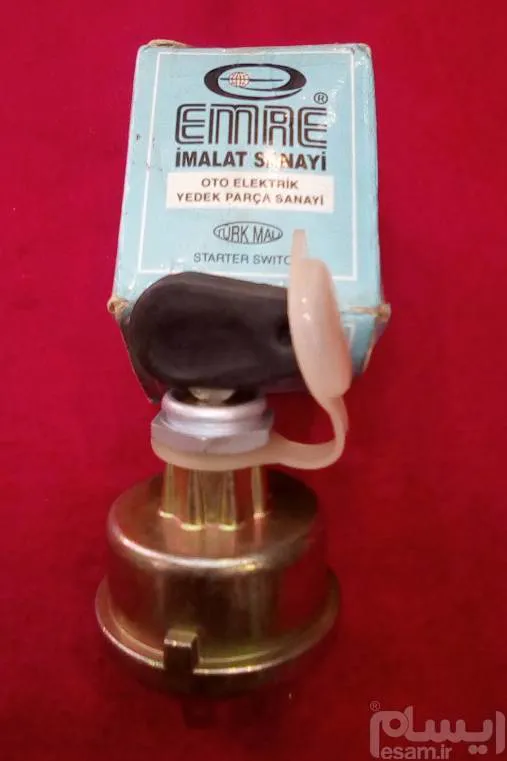 EMRE®
İMALAT SANAYİ
OTO ELEKTRİK
YEDEK PARÇA SANAYİ
TÜRK MALI
STARTER SWITC
ایسام®
esam.ir